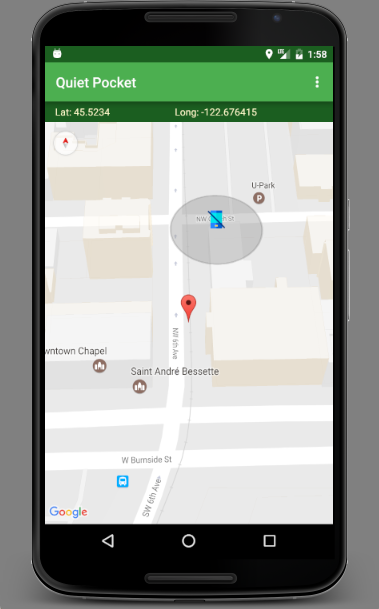 LTE 1:58
Quiet Pocket
Lat: 45.5234 Long: -122.676415
U-Park
P
NW St
NW 6th Ave
wntown Chapel
Saint André Bessette
W Burnside St
SW 6th Ave
Google